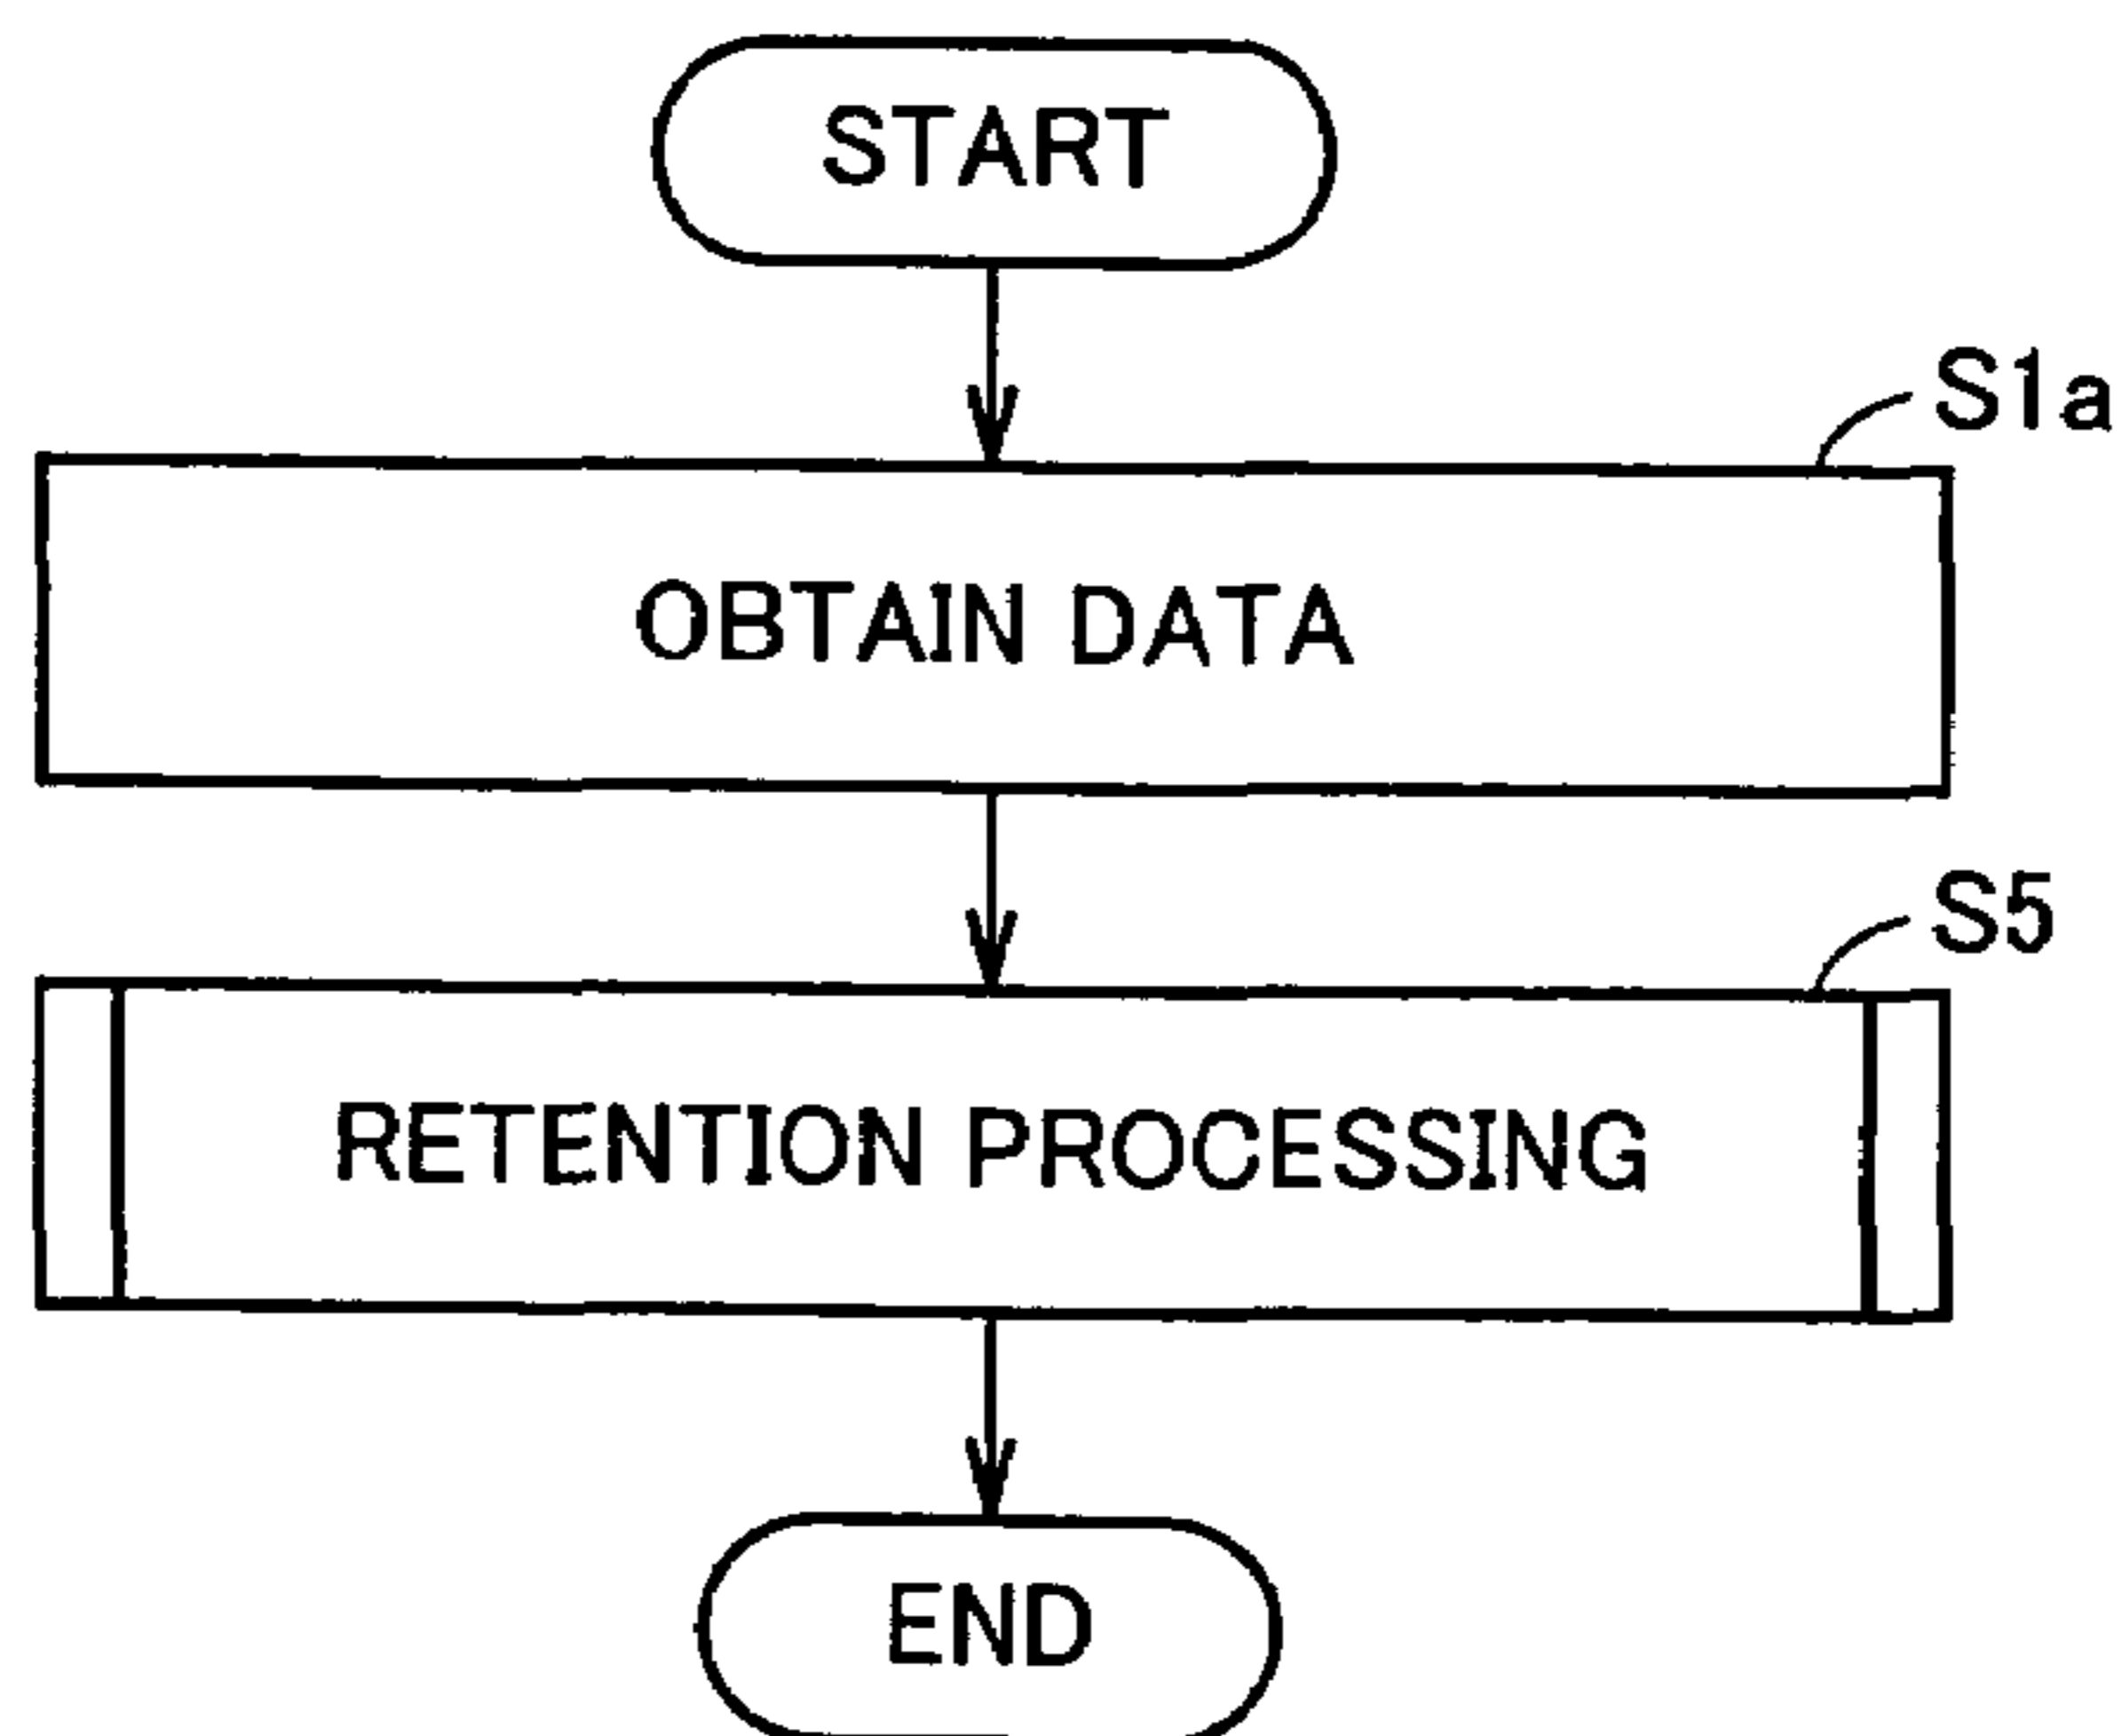 START
S1a
OBTAIN DATA
S5
RETENTION PROCESSING
END